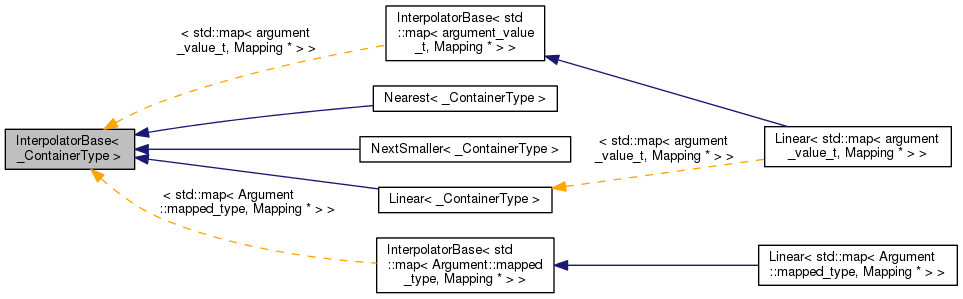 InterpolatorBase< std
::map< argument_value
_t, Mapping * > >
< std::map< argument
_value_t, Mapping * > >
Nearest< _ContainerType >
InterpolatorBase<
_ContainerType >
NextSmaller< _ContainerType >
< std::map< argument
_value_t, Mapping * > >
Linear< std::map< argument
_value_t, Mapping * > >
Linear< _ContainerType >
< std::map< Argument
::mapped_type, Mapping * > >
InterpolatorBase< std
::map< Argument::mapped
_type, Mapping * > >
Linear< std::map< Argument
::mapped_type, Mapping * > >